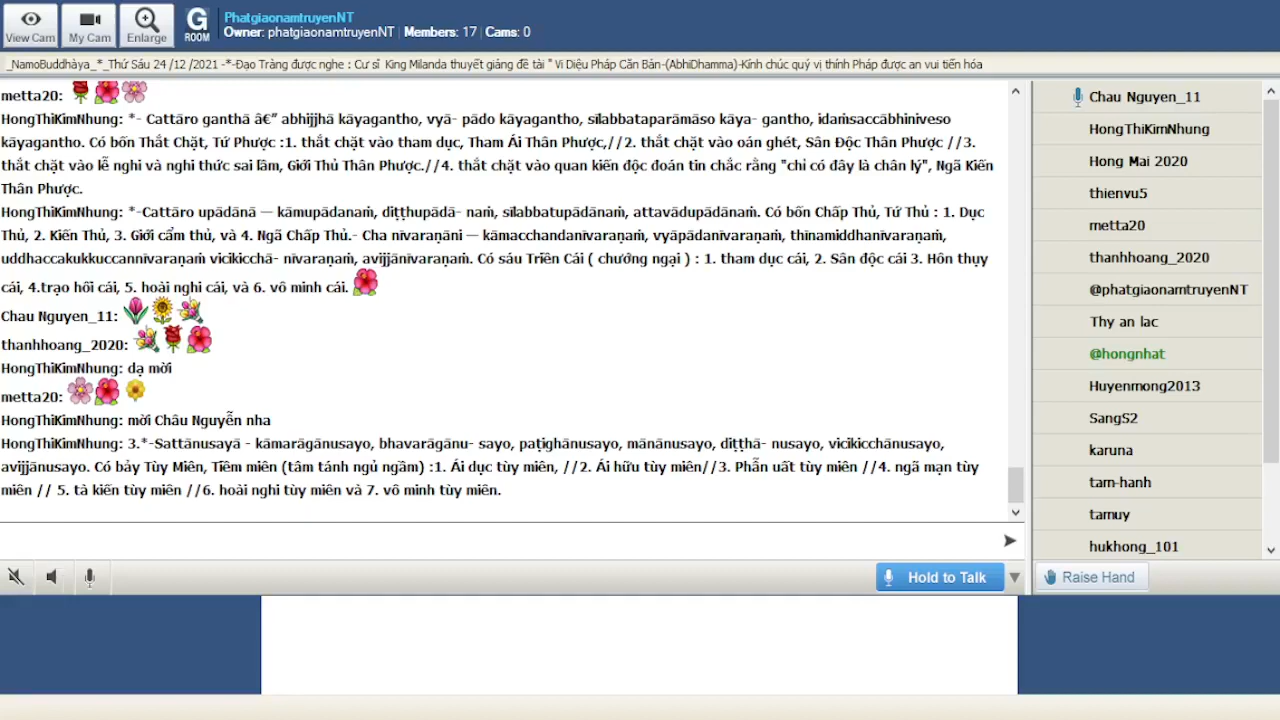 PhatgiaonamtruyenNT
Owner: phatgiaonamtruyenNT | Members: 17 | Cams: 0
View Cam
My Cam
Enlarge
G ROOM
_NamoBuddhàya_*_Thứ Sáu 24 /12 /2021 -*-Đạo Tràng được nghe : Cư sĩ King Milanda thuyết giảng đề tài " Vi Diệu Pháp Căn Bản-(AbhiDhamma)-Kính chúc quý vị thính Pháp được an vui tiến hóa
metta20:
HongThiKimNhung: *- Cattāro ganthā â€” abhijjhā kāyagantho, vyā- pādo kāyagantho, sīlabbataparāmāso kāya- gantho, idaṁsaccābhiniveso
kāyagantho. Có bốn Thắt Chặt, Tứ Phược :1. thắt chặt vào tham dục, Tham Ái Thân Phược,//2. thắt chặt vào oán ghét, Sân Độc Thân Phược //3.
thắt chặt vào lễ nghi và nghi thức sai lầm, Giới Thủ Thân Phược.//4. thắt chặt vào quan kiến độc đoán tin chắc rằng "chỉ có đây là chân lý", Ngã Kiến
Thân Phược.
HongThiKimNhung: *-Cattāro upādānā — kāmupādanaṁ, diṭṭhupādā- naṁ, sīlabbatupādānaṁ, attavādupādānaṁ. Có bốn Chấp Thủ, Tứ Thủ : 1. Dục
Thủ, 2. Kiến Thủ, 3. Giới cấm thủ, và 4. Ngã Chấp Thủ.- Cha nīvaraṇāni — kāmacchandanīvaraṇaṁ, vyāpādanīvaraṇaṁ, thīnamiddhanīvaraṇaṁ,
uddhaccakukkuccannīvaraṇaṁ vicikicchā- nīvaraṇaṁ, avijjānīvaraṇaṁ. Có sáu Triền Cái ( chướng ngại ) : 1. tham dục cái, 2. Sân độc cái 3. Hôn thụy
cái, 4.trạo hối cái, 5. hoài nghi cái, và 6. vô minh cái.
Chau Nguyen_11:
thanhhoang_2020:
HongThiKimNhung: dạ mời
metta20:
HongThiKimNhung: mời Châu Nguyễn nha
HongThiKimNhung: 3.*-Sattānusayā - kāmarāgānusayo, bhavarāgānu- sayo, paṭighānusayo, mānānusayo, diṭṭhā- nusayo, vicikicchānusayo,
avijjānusayo. Có bảy Tùy Miên, Tiềm miên (tâm tánh ngủ ngầm) :1. Ái dục tùy miên, //2. Ái hữu tùy miên//3. Phẫn uất tùy miên //4. ngã mạn tùy
miên // 5. tà kiến tùy miên //6. hoài nghi tùy miên và 7. vô minh tùy miên.
Chau Nguyen_11
HongThiKimNhung
Hong Mai 2020
thienvu5
metta20
thanhhoang_2020
@phatgiaonamtruyenNT
Thy an lac
@hongnhat
Huyenmong2013
SangS2
karuna
tam-hanh
tamuy
hukhong_101
Hold to Talk
Raise Hand